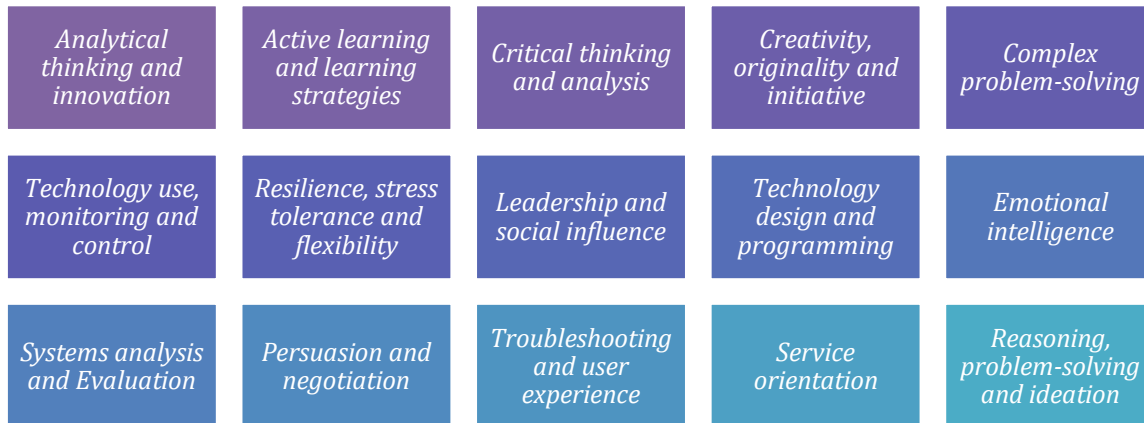 Analytical
thinking and
innovation
Active learning
and learning
strategies
Critical thinking
and analysis
Creativity,
originality and
initiative
Complex
problem-solving
Technology use,
monitoring and
control
Resilience, stress
tolerance and
flexibility
Leadership and
social influence
Technology
design and
programming
Emotional
intelligence
Systems analysis
and Evaluation
Persuasion and
negotiation
Troubleshooting
and user
experience
Service
orientation
Reasoning,
problem-solving
and ideation